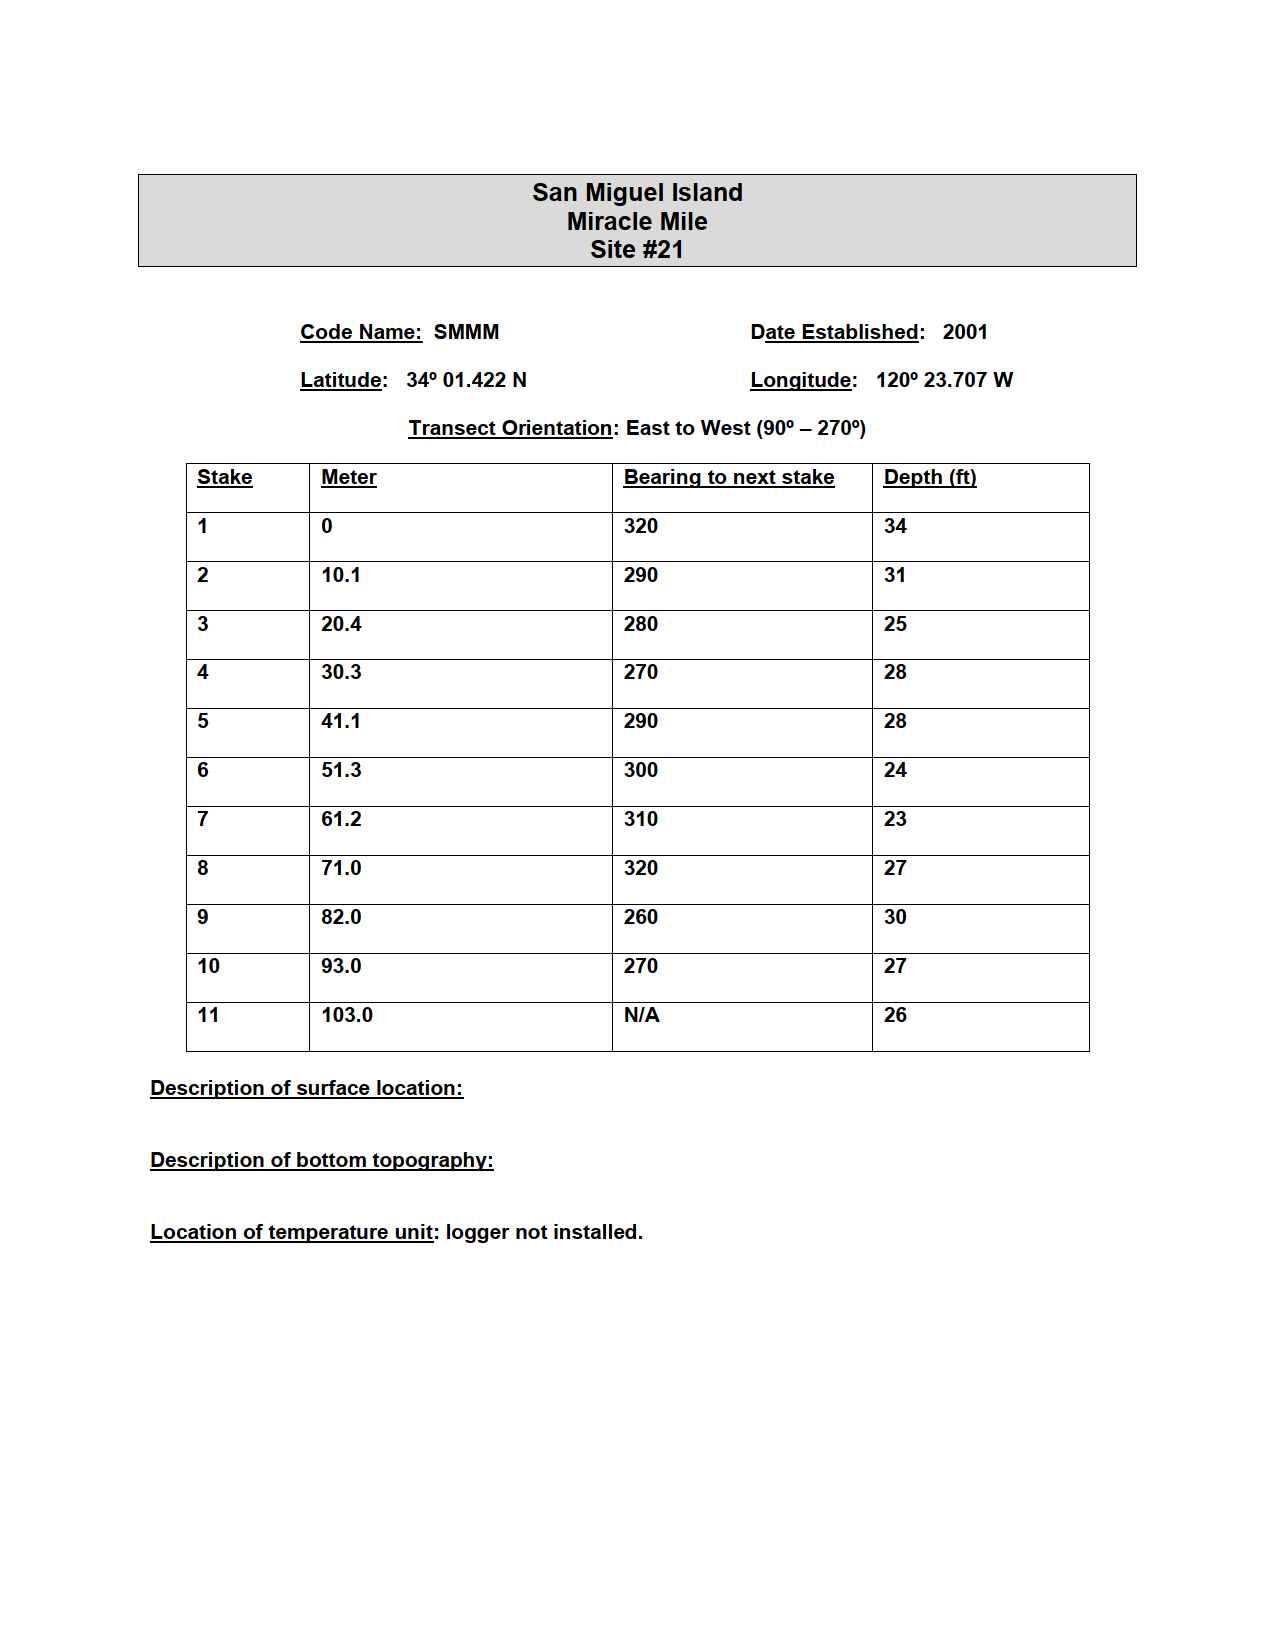 San Miguel Island
Miracle Mile
Site #21
Code Name: SMMM Date Established: 2001
Latitude: 34º 01.422 N Longitude: 120º 23.707 W
Transect Orientation: East to West (90º – 270º)
Stake Meter Bearing to next stake Depth (ft)
1 0 320 34
2 10.1 290 31
3 20.4 280 25
4 30.3 270 28
5 41.1 290 28
6 51.3 300 24
7 61.2 310 23
8 71.0 320 27
9 82.0 260 30
10 93.0 270 27
11 103.0 N/A 26
Description of surface location:
Description of bottom topography:
Location of temperature unit: logger not installed.